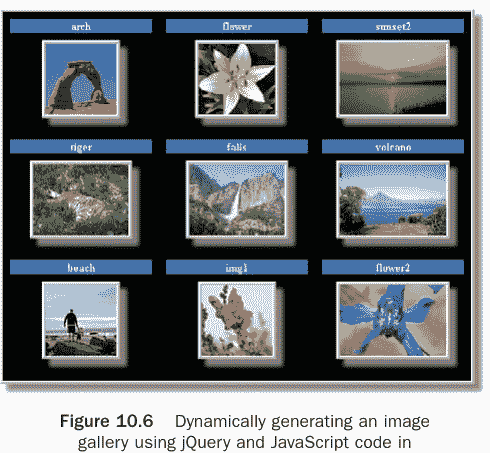 arch flower sunset2
tiger falls volcano
beach img1 flower2
Figure 10.6 Dynamically generating an image
gallery using jQuery and JavaScript code in